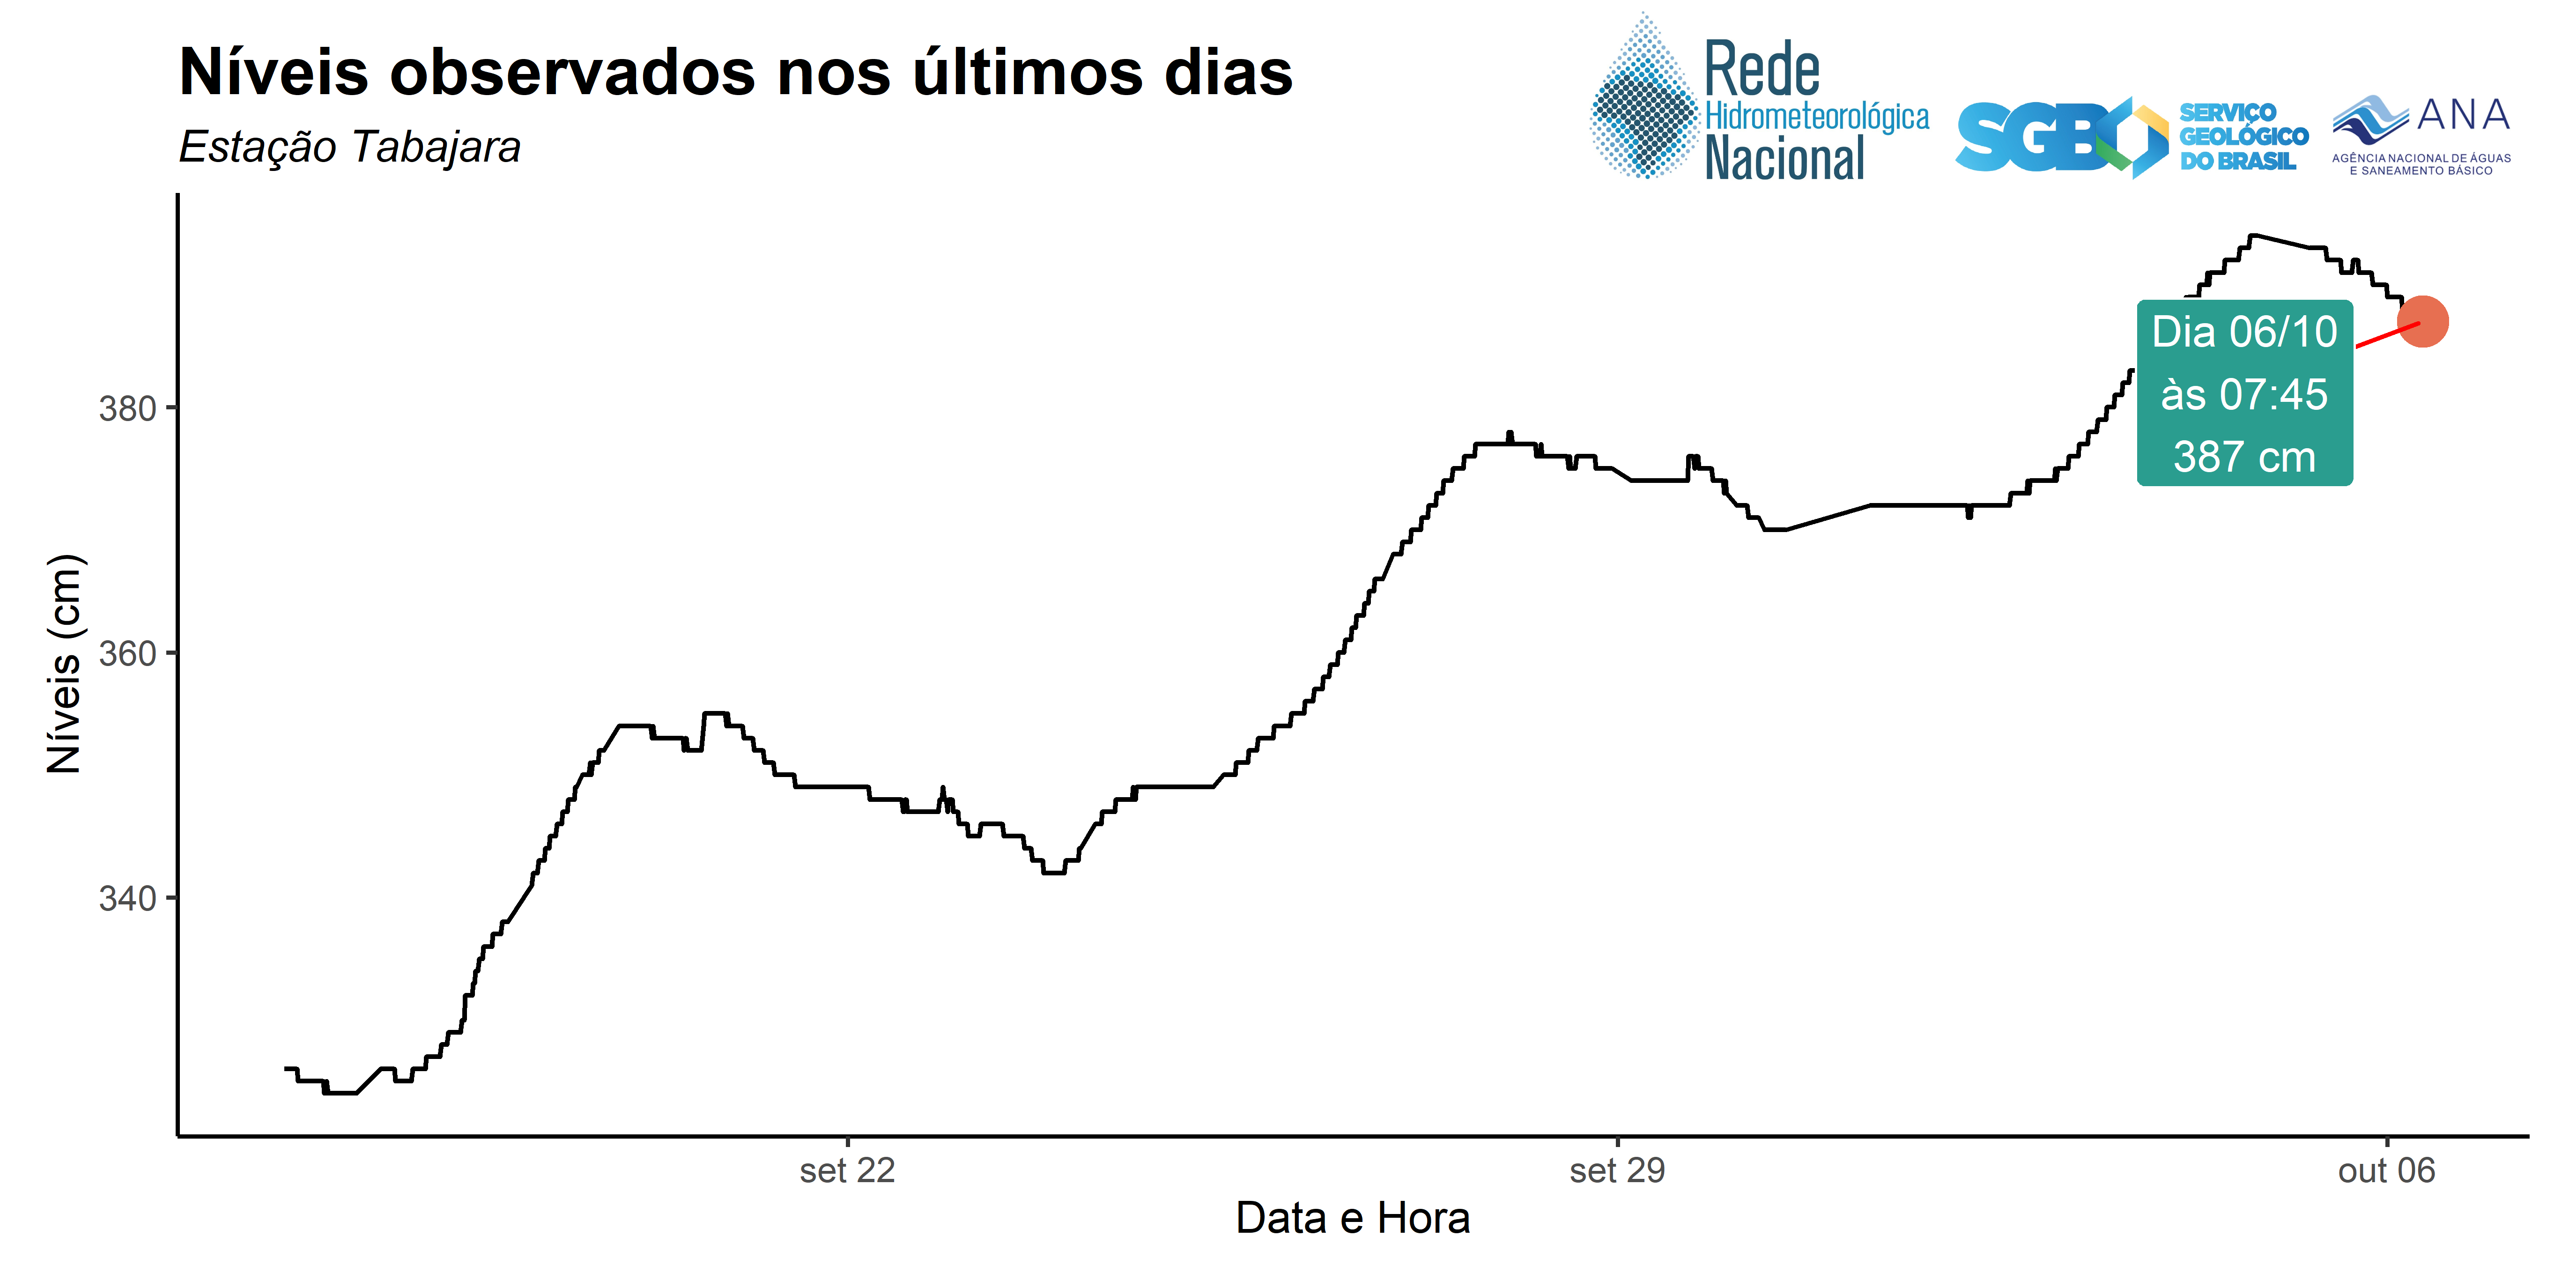 Níveis observados nos últimos dias
Estação Tabajara
Rede
Hidrometeorológica
Nacional
SGB
SERVIÇO
GEOLÓGICO
DO BRASIL
ANA
AGÊNCIA NACIONAL DE ÁGUAS
E SANEAMENTO BÁSICO
Níveis (cm)
380
360
340
Dia 06/10
às 07:45
387 cm
set 22
set 29
out 06
Data e Hora